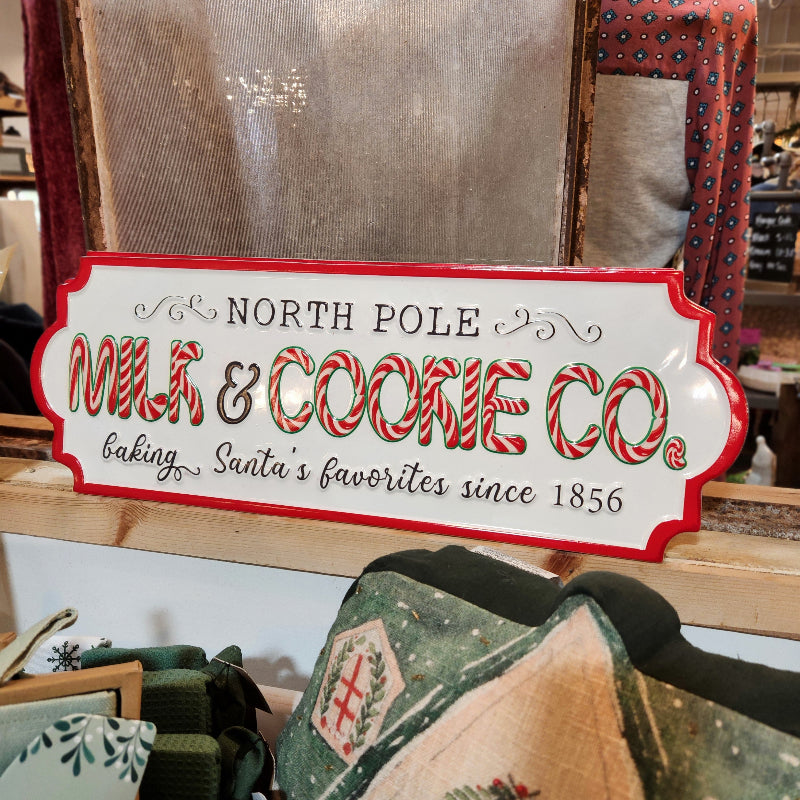 NORTH POLE
MILK & COOKIE CO.
baking Santa's favorites since 1856